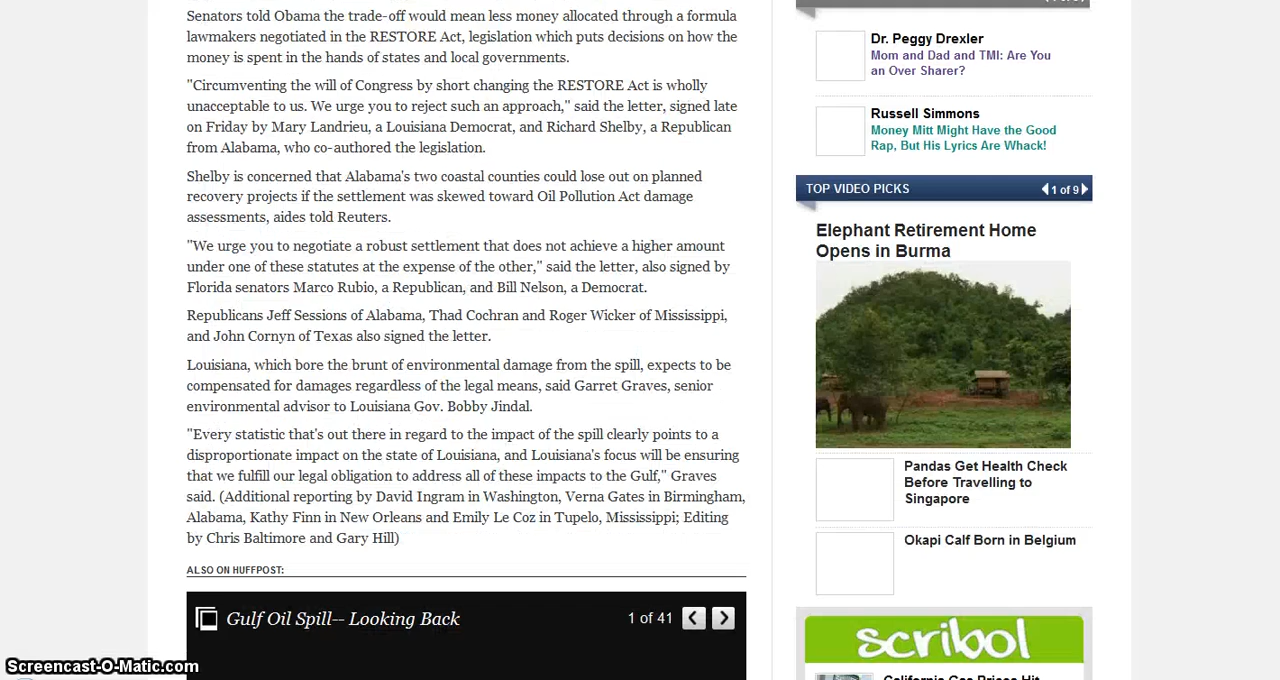 Senators told Obama the trade-off would mean less money allocated through a formula
lawmakers negotiated in the RESTORE Act, legislation which puts decisions on how the
money is spent in the hands of states and local governments.
"Circumventing the will of Congress by short changing the RESTORE Act is wholly
unacceptable to us. We urge you to reject such an approach," said the letter, signed late
on Friday by Mary Landrieu, a Louisiana Democrat, and Richard Shelby, a Republican
from Alabama, who co-authored the legislation.
Shelby is concerned that Alabama's two coastal counties could lose out on planned
recovery projects if the settlement was skewed toward Oil Pollution Act damage
assessments, aides told Reuters.
"We urge you to negotiate a robust settlement that does not achieve a higher amount
under one of these statutes at the expense of the other," said the letter, also signed by
Florida senators Marco Rubio, a Republican, and Bill Nelson, a Democrat.
Republicans Jeff Sessions of Alabama, Thad Cochran and Roger Wicker of Mississippi,
and John Cornyn of Texas also signed the letter.
Louisiana, which bore the brunt of environmental damage from the spill, expects to be
compensated for damages regardless of the legal means, said Garret Graves, senior
environmental advisor to Louisiana Gov. Bobby Jindal.
"Every statistic that's out there in regard to the impact of the spill clearly points to a
disproportionate impact on the state of Louisiana, and Louisiana's focus will be ensuring
that we fulfill our legal obligation to address all of these impacts to the Gulf," Graves
said. (Additional reporting by David Ingram in Washington, Verna Gates in Birmingham,
Alabama, Kathy Finn in New Orleans and Emily Le Coz in Tupelo, Mississippi; Editing
by Chris Baltimore and Gary Hill)
ALSO ON HUFFPOST:
Gulf Oil Spill-- Looking Back
1 of 41
Dr. Peggy Drexler
Mom and Dad and TMI: Are You
an Over Sharer?
Russell Simmons
Money Mitt Might Have the Good
Rap, But His Lyrics Are Whack!
TOP VIDEO PICKS
1 of 9
Elephant Retirement Home
Opens in Burma
Pandas Get Health Check
Before Travelling to
Singapore
Okapi Calf Born in Belgium
scribol
California Gas Prices Hit
Screencast-O-Matic.com